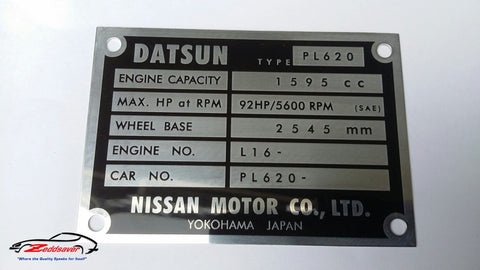 DATSUN TYPE PL620
ENGINE CAPACITY 1595 cc
MAX. HP at RPM 92HP/5600 RPM (SAE)
WHEEL BASE 2545 mm
ENGINE NO. L16-
CAR NO. PL620-
NISSAN MOTOR CO., LTD.
YOKOHAMA JAPAN
Zeddsaver
"Where the Quality Speaks for Itself"